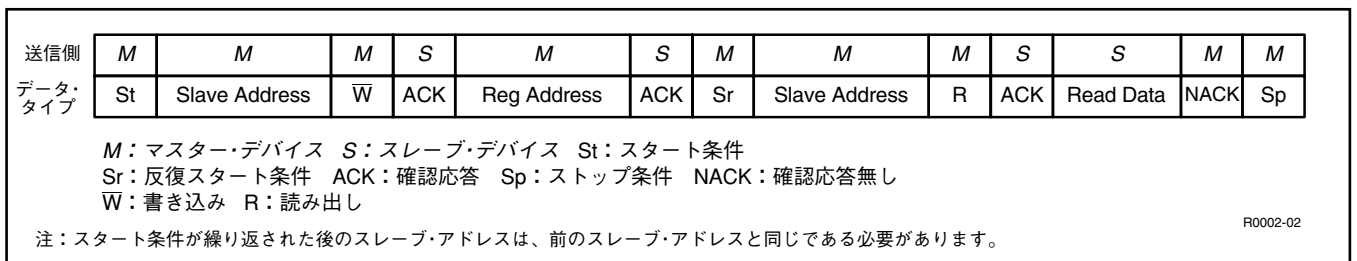 送信側 M M M S M S M M M S S M M
データ・タイプ St Slave Address W̅ ACK Reg Address ACK Sr Slave Address R ACK Read Data NACK Sp
M：マスター・デバイス S：スレーブ・デバイス St：スタート条件
Sr：反復スタート条件 ACK：確認応答 Sp：ストップ条件 NACK：確認応答無し
W̅：書き込み R：読み出し
R0002-02
注：スタート条件が繰り返された後のスレーブ・アドレスは、前のスレーブ・アドレスと同じである必要があります。